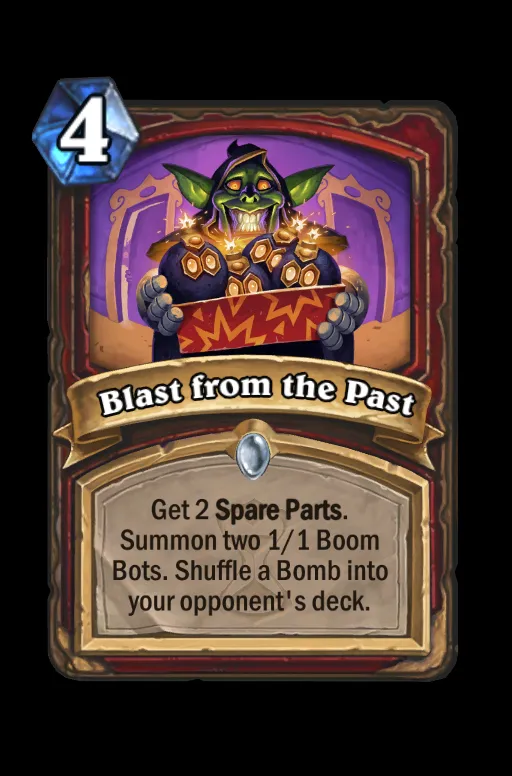 4
Blast from the Past
Get 2 Spare Parts.
Summon two 1/1 Boom
Bots. Shuffle a Bomb into
your opponent's deck.